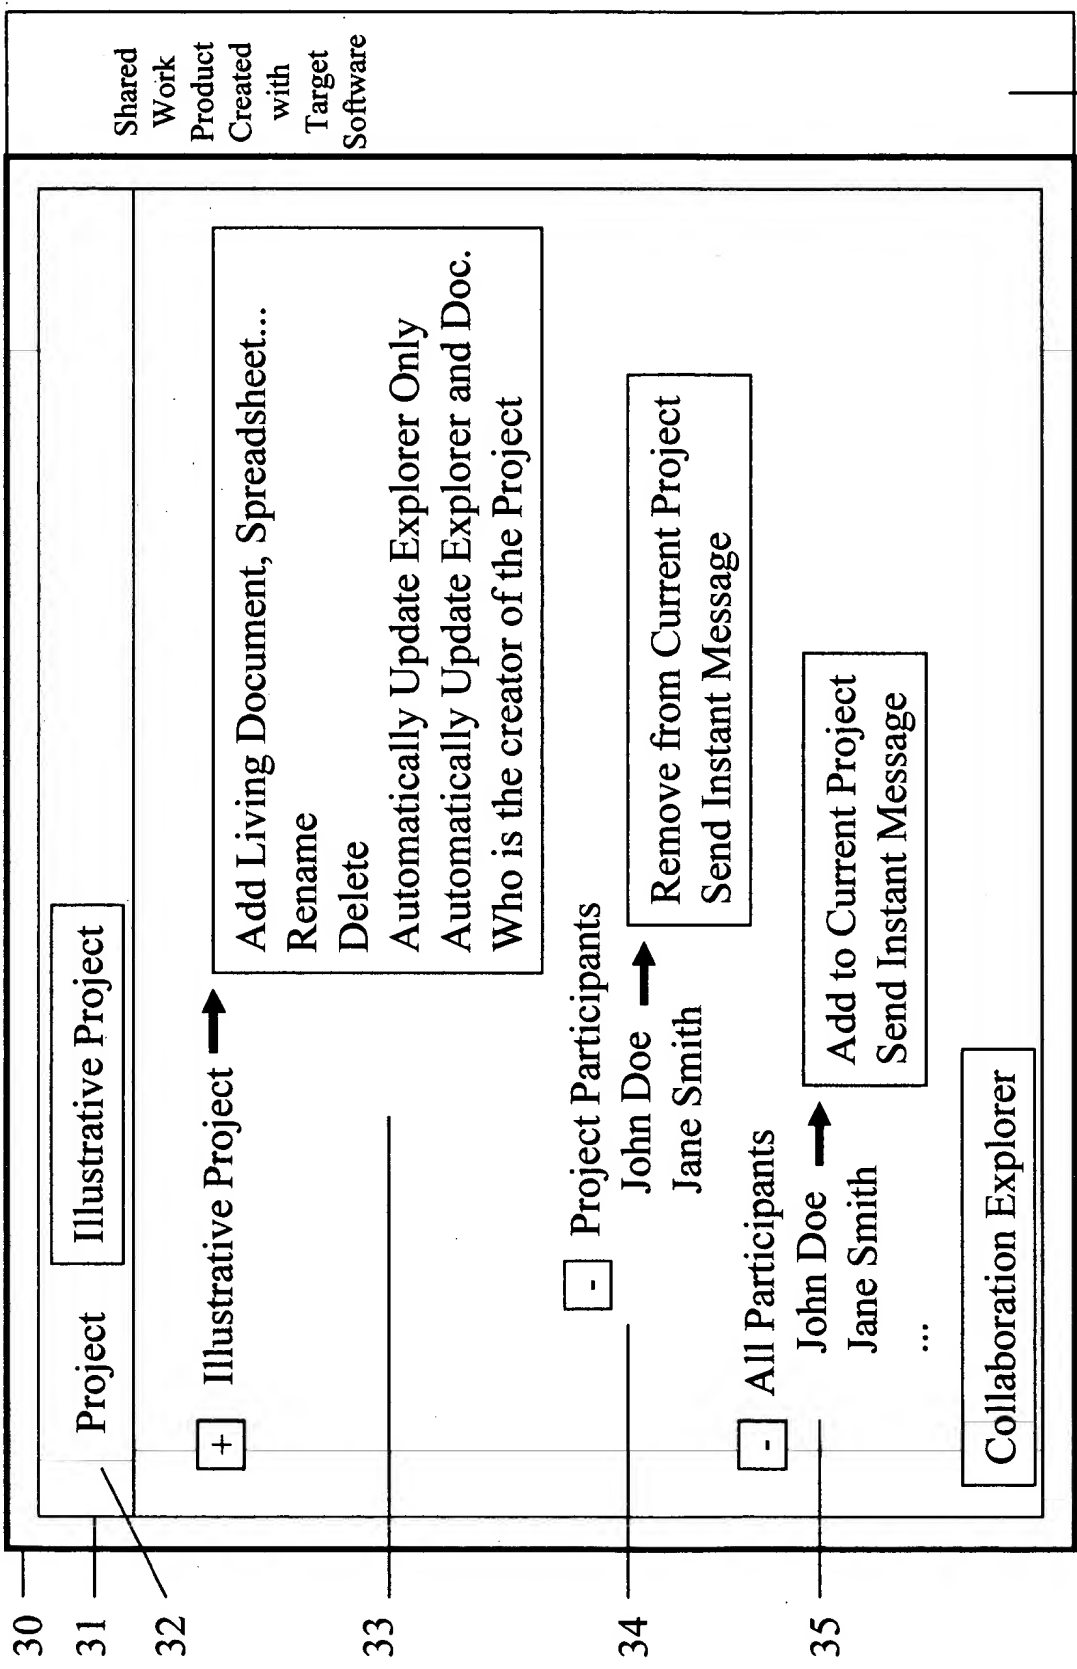 30
31
32
33
34
35
Project
Illustrative Project
+
Illustrative Project
Add Living Document, Spreadsheet...
Rename
Delete
Automatically Update Explorer Only
Automatically Update Explorer and Doc.
Who is the creator of the Project
-
Project Participants
John Doe
Jane Smith
Remove from Current Project
Send Instant Message
-
All Participants
John Doe
Jane Smith
...
Add to Current Project
Send Instant Message
Collaboration Explorer
Shared
Work
Product
Created
with
Target
Software